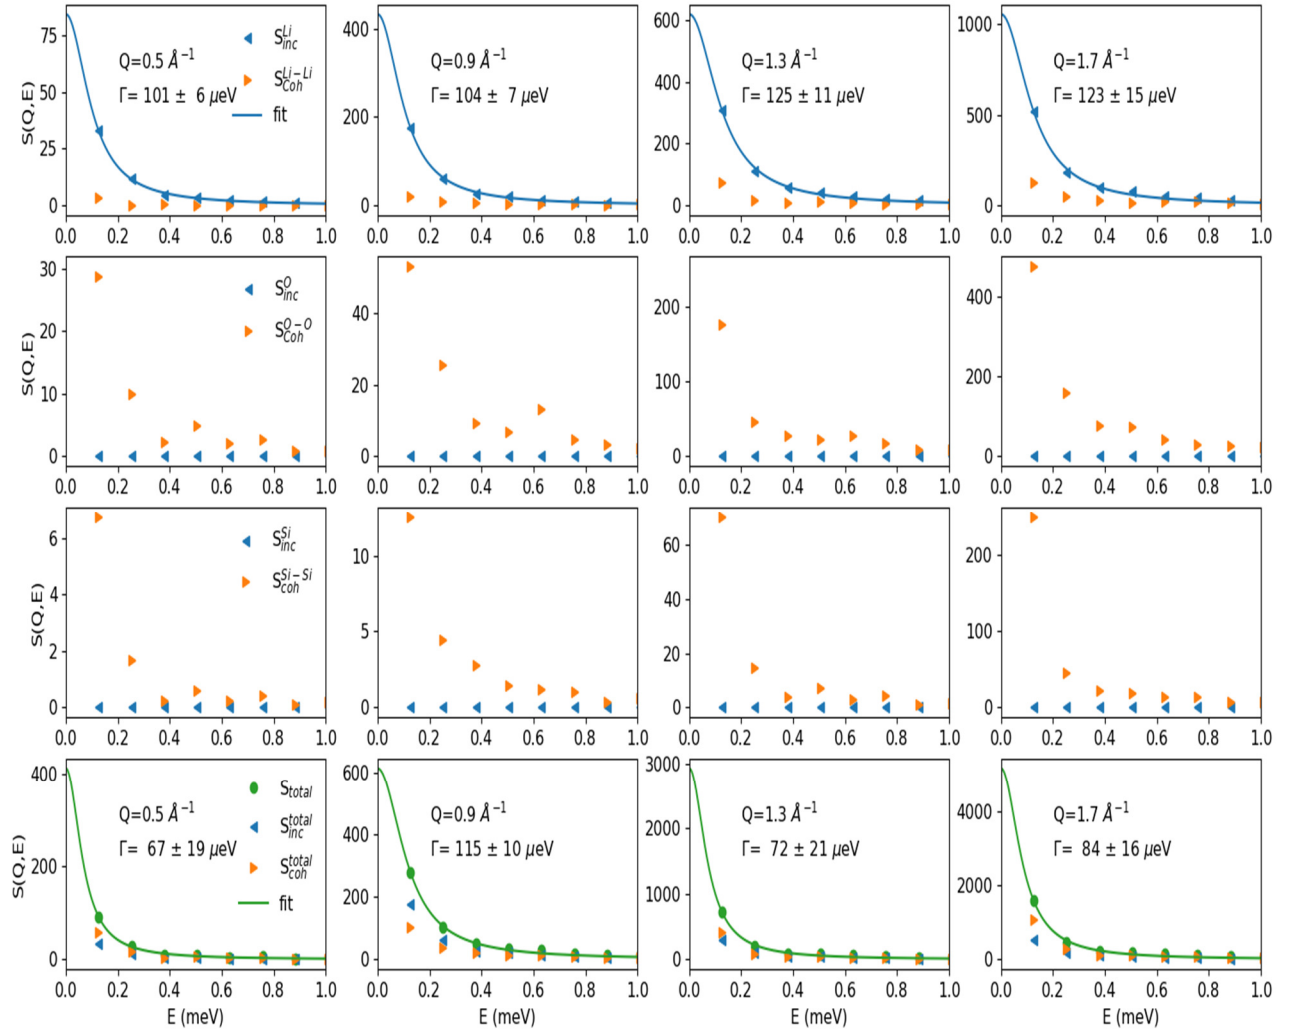 S(Q,E)
75
50
25
0
Q=0.5 Å⁻¹
Γ= 101 ± 6 μeV
S^{Li}_{inc}
S^{Li−Li}_{Coh}
fit
0.0 0.2 0.4 0.6 0.8 1.0
400
200
0
Q=0.9 Å⁻¹
Γ= 104 ± 7 μeV
0.0 0.2 0.4 0.6 0.8 1.0
600
400
200
0
Q=1.3 Å⁻¹
Γ= 125 ± 11 μeV
0.0 0.2 0.4 0.6 0.8 1.0
1000
500
0
Q=1.7 Å⁻¹
Γ= 123 ± 15 μeV
0.0 0.2 0.4 0.6 0.8 1.0
S(Q,E)
30
20
10
0
S^{O}_{inc}
S^{O−O}_{Coh}
0.0 0.2 0.4 0.6 0.8 1.0
40
20
0
0.0 0.2 0.4 0.6 0.8 1.0
200
100
0
0.0 0.2 0.4 0.6 0.8 1.0
400
200
0
0.0 0.2 0.4 0.6 0.8 1.0
S(Q,E)
6
4
2
0
S^{Si}_{inc}
S^{Si−Si}_{coh}
0.0 0.2 0.4 0.6 0.8 1.0
10
5
0
0.0 0.2 0.4 0.6 0.8 1.0
60
40
20
0
0.0 0.2 0.4 0.6 0.8 1.0
200
100
0
0.0 0.2 0.4 0.6 0.8 1.0
S(Q,E)
400
200
0
Q=0.5 Å⁻¹
Γ= 67 ± 19 μeV
S_{total}
S^{total}_{inc}
S^{total}_{coh}
fit
0.0 0.2 0.4 0.6 0.8 1.0
E (meV)
600
400
200
0
Q=0.9 Å⁻¹
Γ= 115 ± 10 μeV
0.0 0.2 0.4 0.6 0.8 1.0
E (meV)
3000
2000
1000
0
Q=1.3 Å⁻¹
Γ= 72 ± 21 μeV
0.0 0.2 0.4 0.6 0.8 1.0
E (meV)
4000
2000
0
Q=1.7 Å⁻¹
Γ= 84 ± 16 μeV
0.0 0.2 0.4 0.6 0.8 1.0
E (meV)